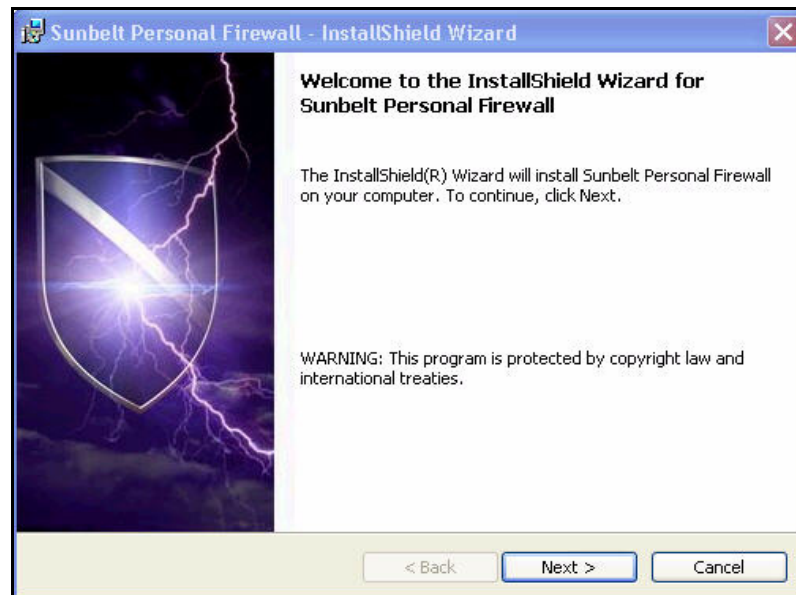 Sunbelt Personal Firewall - InstallShield Wizard
Welcome to the InstallShield Wizard for
Sunbelt Personal Firewall
The InstallShield(R) Wizard will install Sunbelt Personal Firewall
on your computer. To continue, click Next.
WARNING: This program is protected by copyright law and
international treaties.
< Back
Next >
Cancel